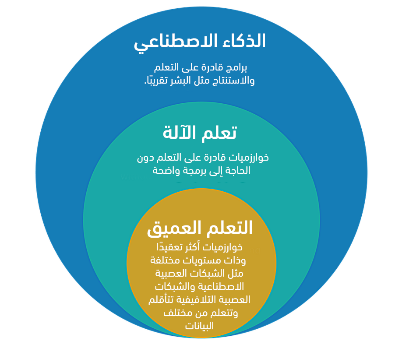 الذكاء الاصطناعي
برامج قادرة على التعلم
والاستنتاج مثل البشر تقريبًا.
تعلم الآلة
خوارزميات قادرة على التعلم دون
الحاجة إلى برمجة واضحة
التعلم العميق
خوارزميات أكثر تعقيدًا
وذات مستويات مختلفة
مثل الشبكات العصبية
الاصطناعية والشبكات
العصبية التلافيفية تتأقلم
وتتعلم من مختلف
البيانات